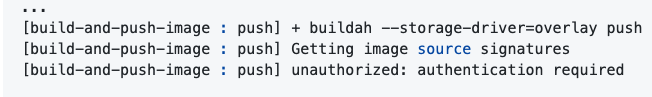 ...
[build-and-push-image : push] + buildah --storage-driver=overlay push
[build-and-push-image : push] Getting image source signatures
[build-and-push-image : push] unauthorized: authentication required